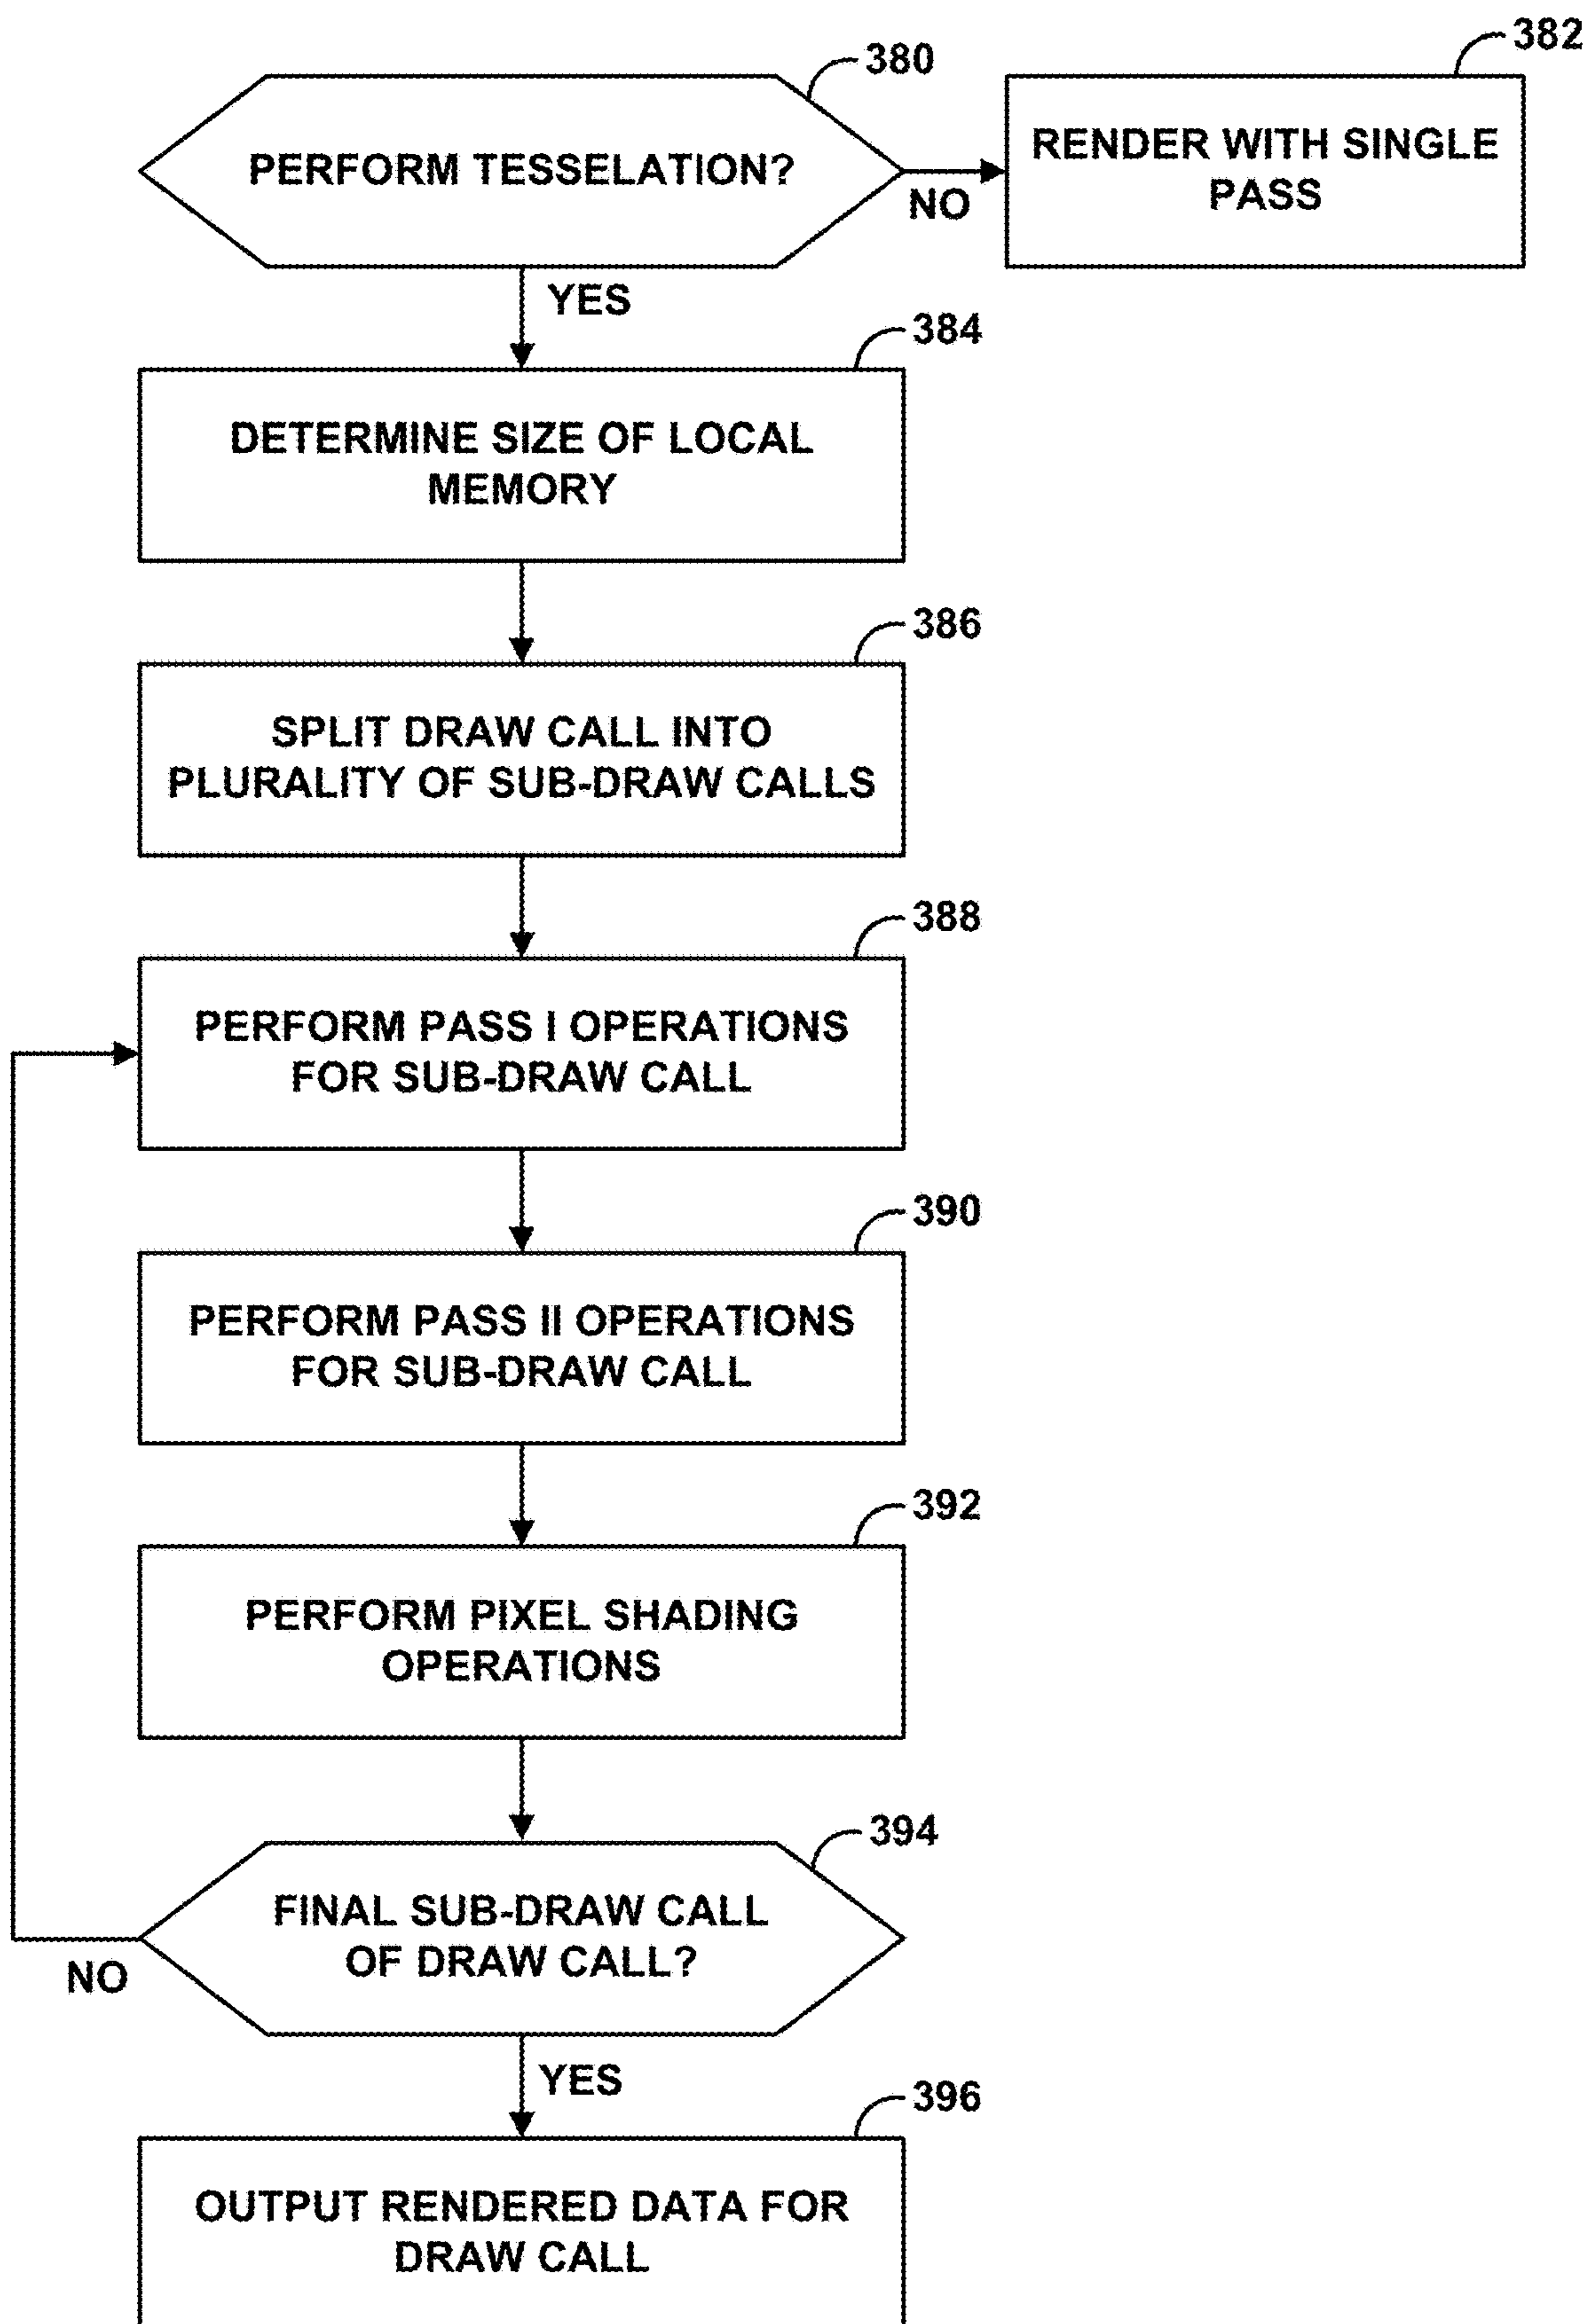 380
382
PERFORM TESSELATION?
RENDER WITH SINGLE
PASS
NO
YES
384
DETERMINE SIZE OF LOCAL
MEMORY
386
SPLIT DRAW CALL INTO
PLURALITY OF SUB-DRAW CALLS
388
PERFORM PASS I OPERATIONS
FOR SUB-DRAW CALL
390
PERFORM PASS II OPERATIONS
FOR SUB-DRAW CALL
392
PERFORM PIXEL SHADING
OPERATIONS
394
FINAL SUB-DRAW CALL
OF DRAW CALL?
NO
YES
396
OUTPUT RENDERED DATA FOR
DRAW CALL